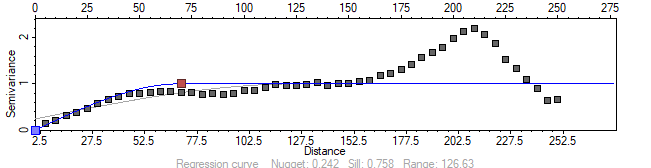 0 25 50 75 100 125 150 175 200 225 250 275
2
1
0
Semivariance
2.5 27.5 52.5 77.5 102.5 127.5 152.5 177.5 202.5 227.5 252.5
Distance
Regression curve Nugget: 0.242 Sill: 0.758 Range: 126.63